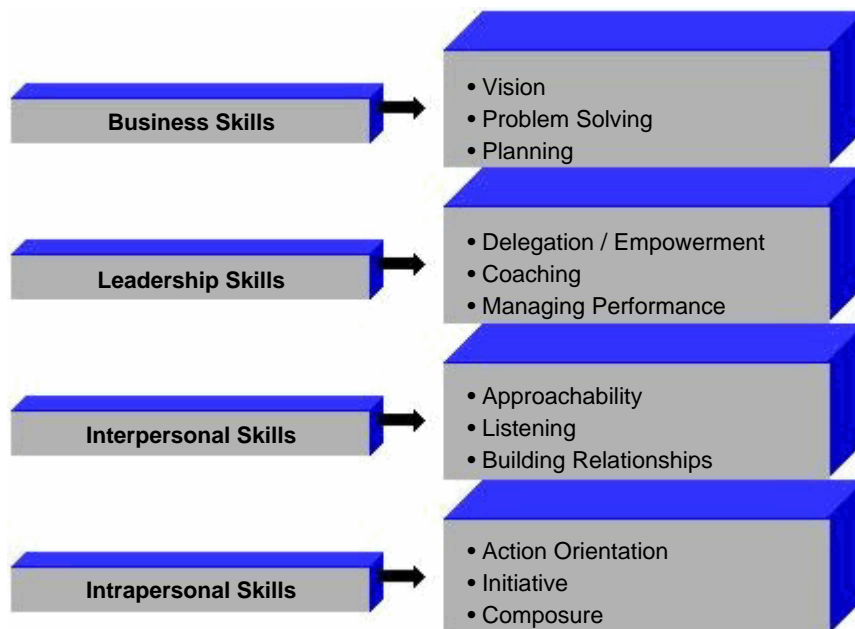 Business Skills
• Vision
• Problem Solving
• Planning
Leadership Skills
• Delegation / Empowerment
• Coaching
• Managing Performance
Interpersonal Skills
• Approachability
• Listening
• Building Relationships
Intrapersonal Skills
• Action Orientation
• Initiative
• Composure